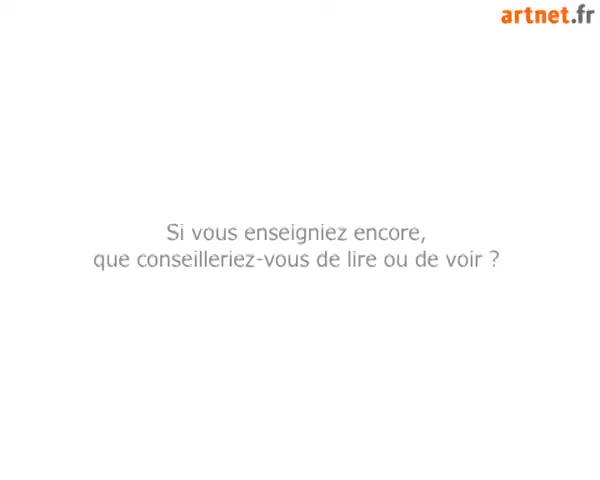 artnet.fr
Si vous enseigniez encore,
que conseilleriez-vous de lire ou de voir ?